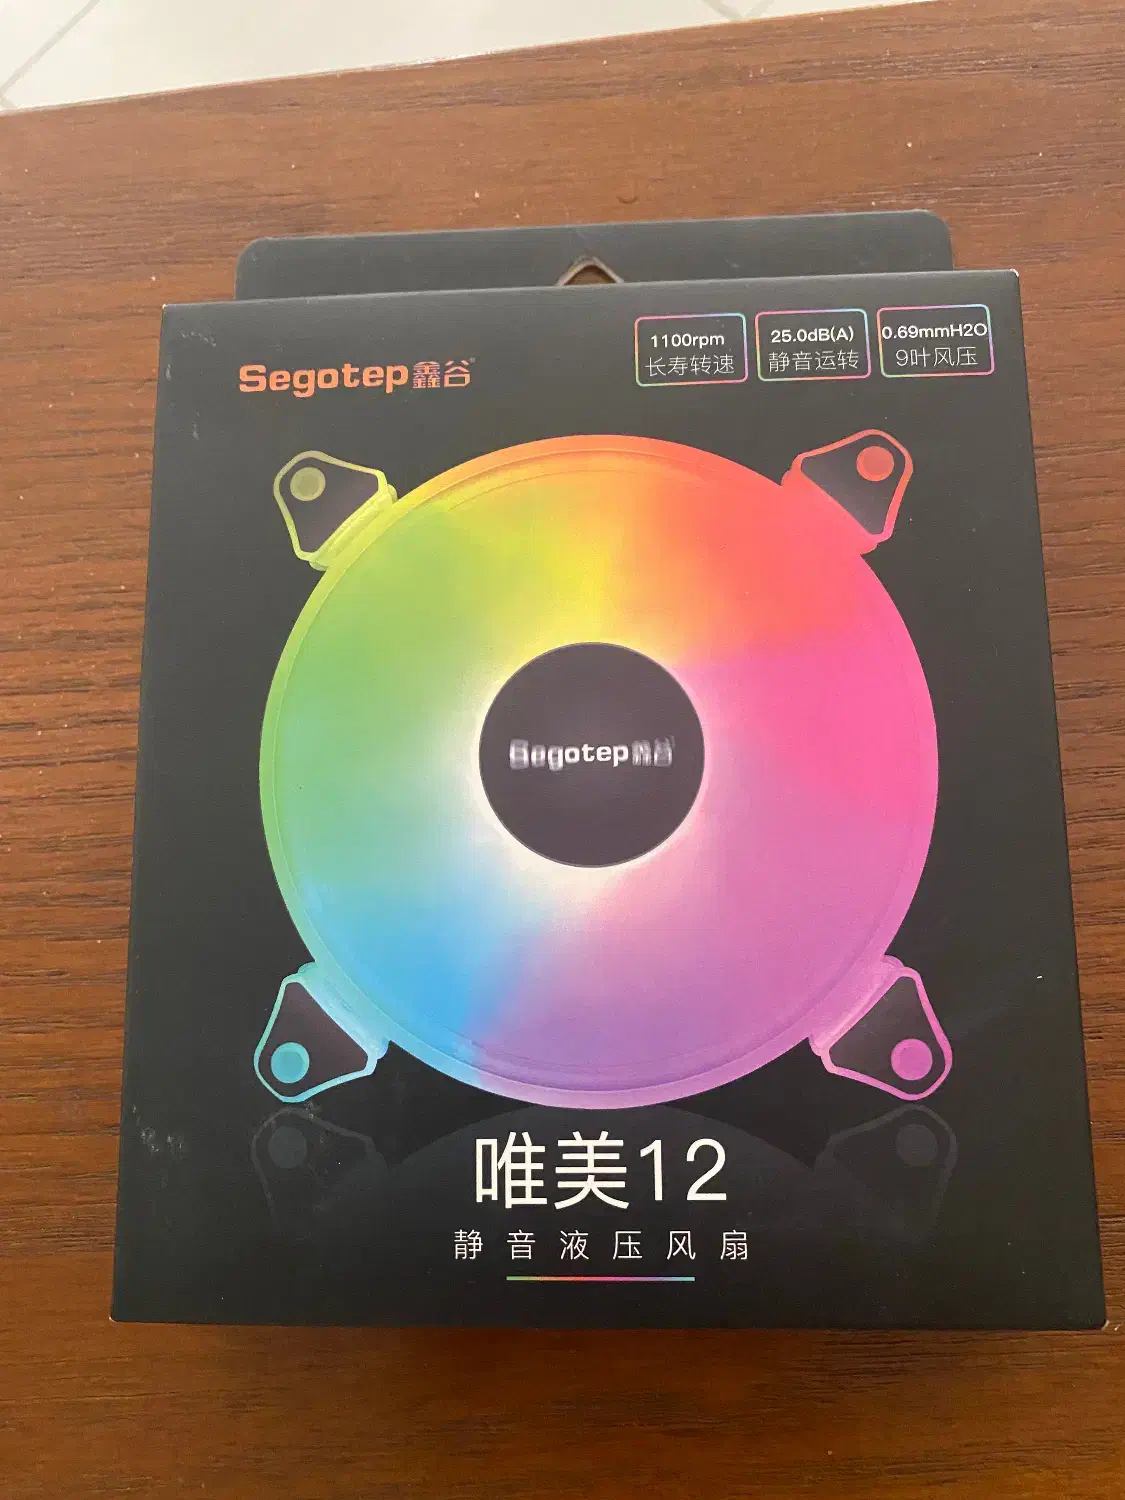 Segotep鑫谷
1100rpm
长寿转速
25.0dB(A)
静音运转
0.69mmH2O
9叶风压
Segotep鑫谷
唯美12
静音液压风扇